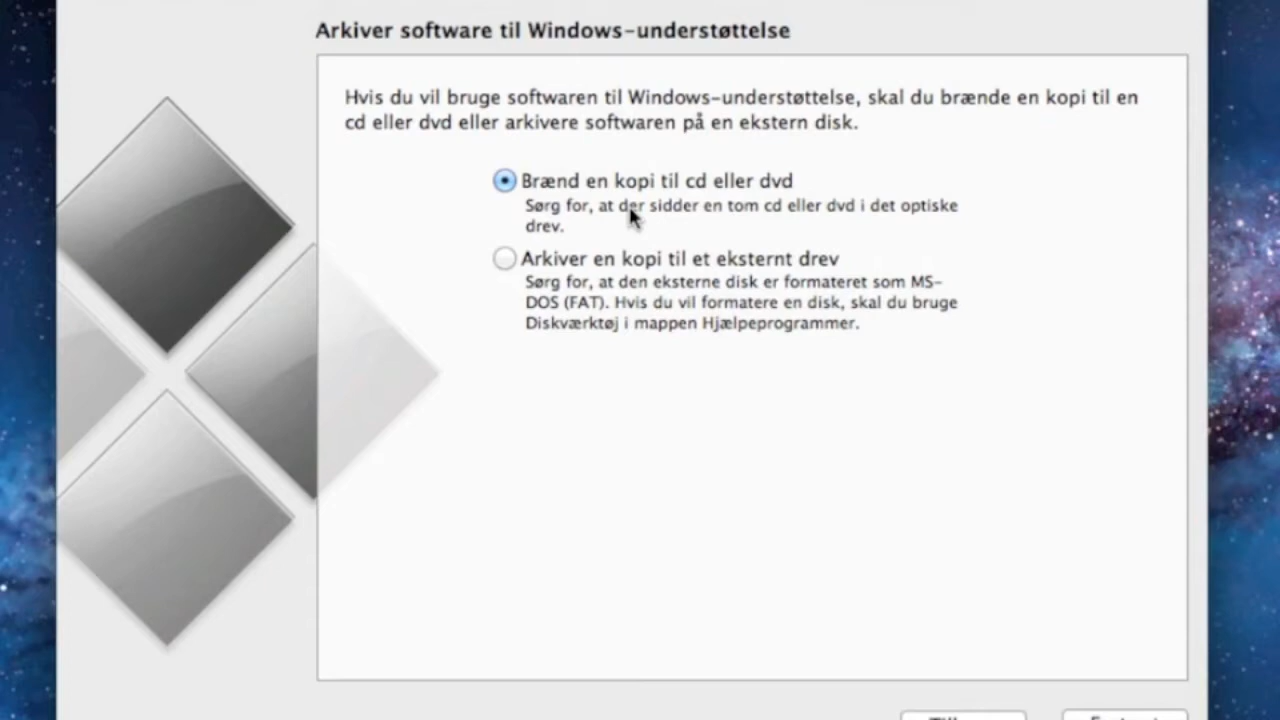 Arkiver software til Windows-understøttelse
Hvis du vil bruge softwaren til Windows-understøttelse, skal du brænde en kopi til en
cd eller dvd eller arkivere softwaren på en ekstern disk.
Brænd en kopi til cd eller dvd
Sørg for, at der sidder en tom cd eller dvd i det optiske
drev.
Arkiver en kopi til et eksternt drev
Sørg for, at den eksterne disk er formateret som MS-
DOS (FAT). Hvis du vil formatere en disk, skal du bruge
Diskværktøj i mappen Hjælpeprogrammer.